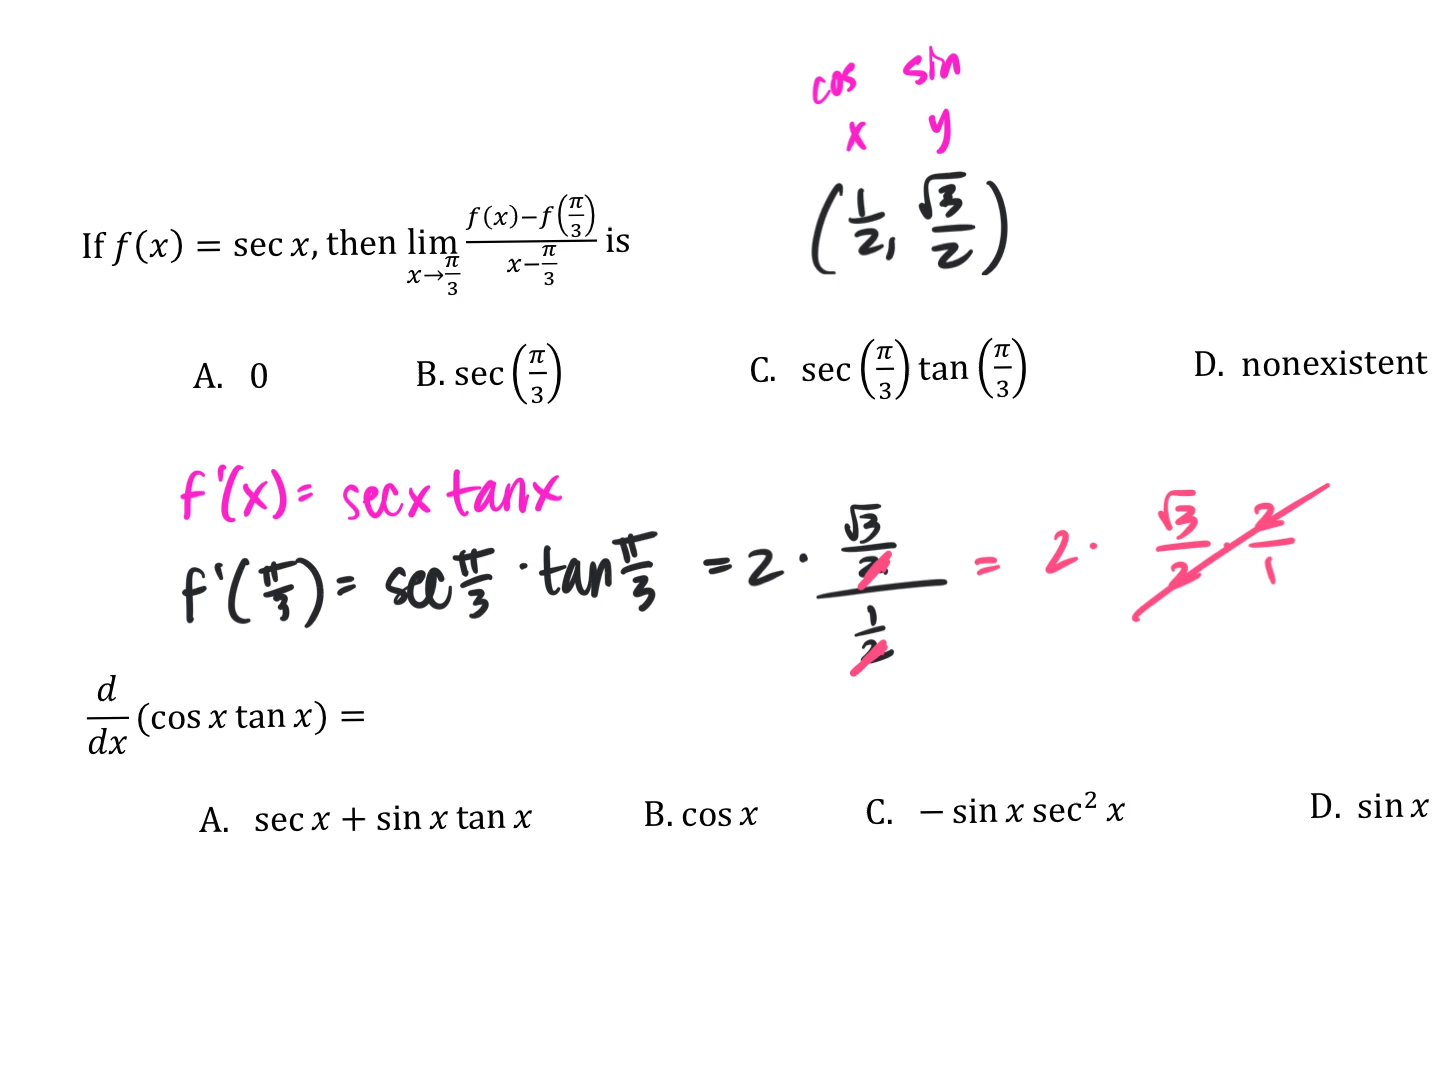 cos sin
x y
(1/2, √3/2)
If f(x) = sec x, then lim x→π/3 (f(x)−f(π/3))/(x−π/3) is
A. 0 B. sec(π/3) C. sec(π/3) tan(π/3) D. nonexistent
f'(x) = secx tanx
f'(π/3) = sec π/3 · tan π/3 = 2 · (√3/2)/(1/2) = 2 · √3/2 · 2/1
d/dx (cos x tan x) =
A. sec x + sin x tan x B. cos x C. − sin x sec² x D. sin x